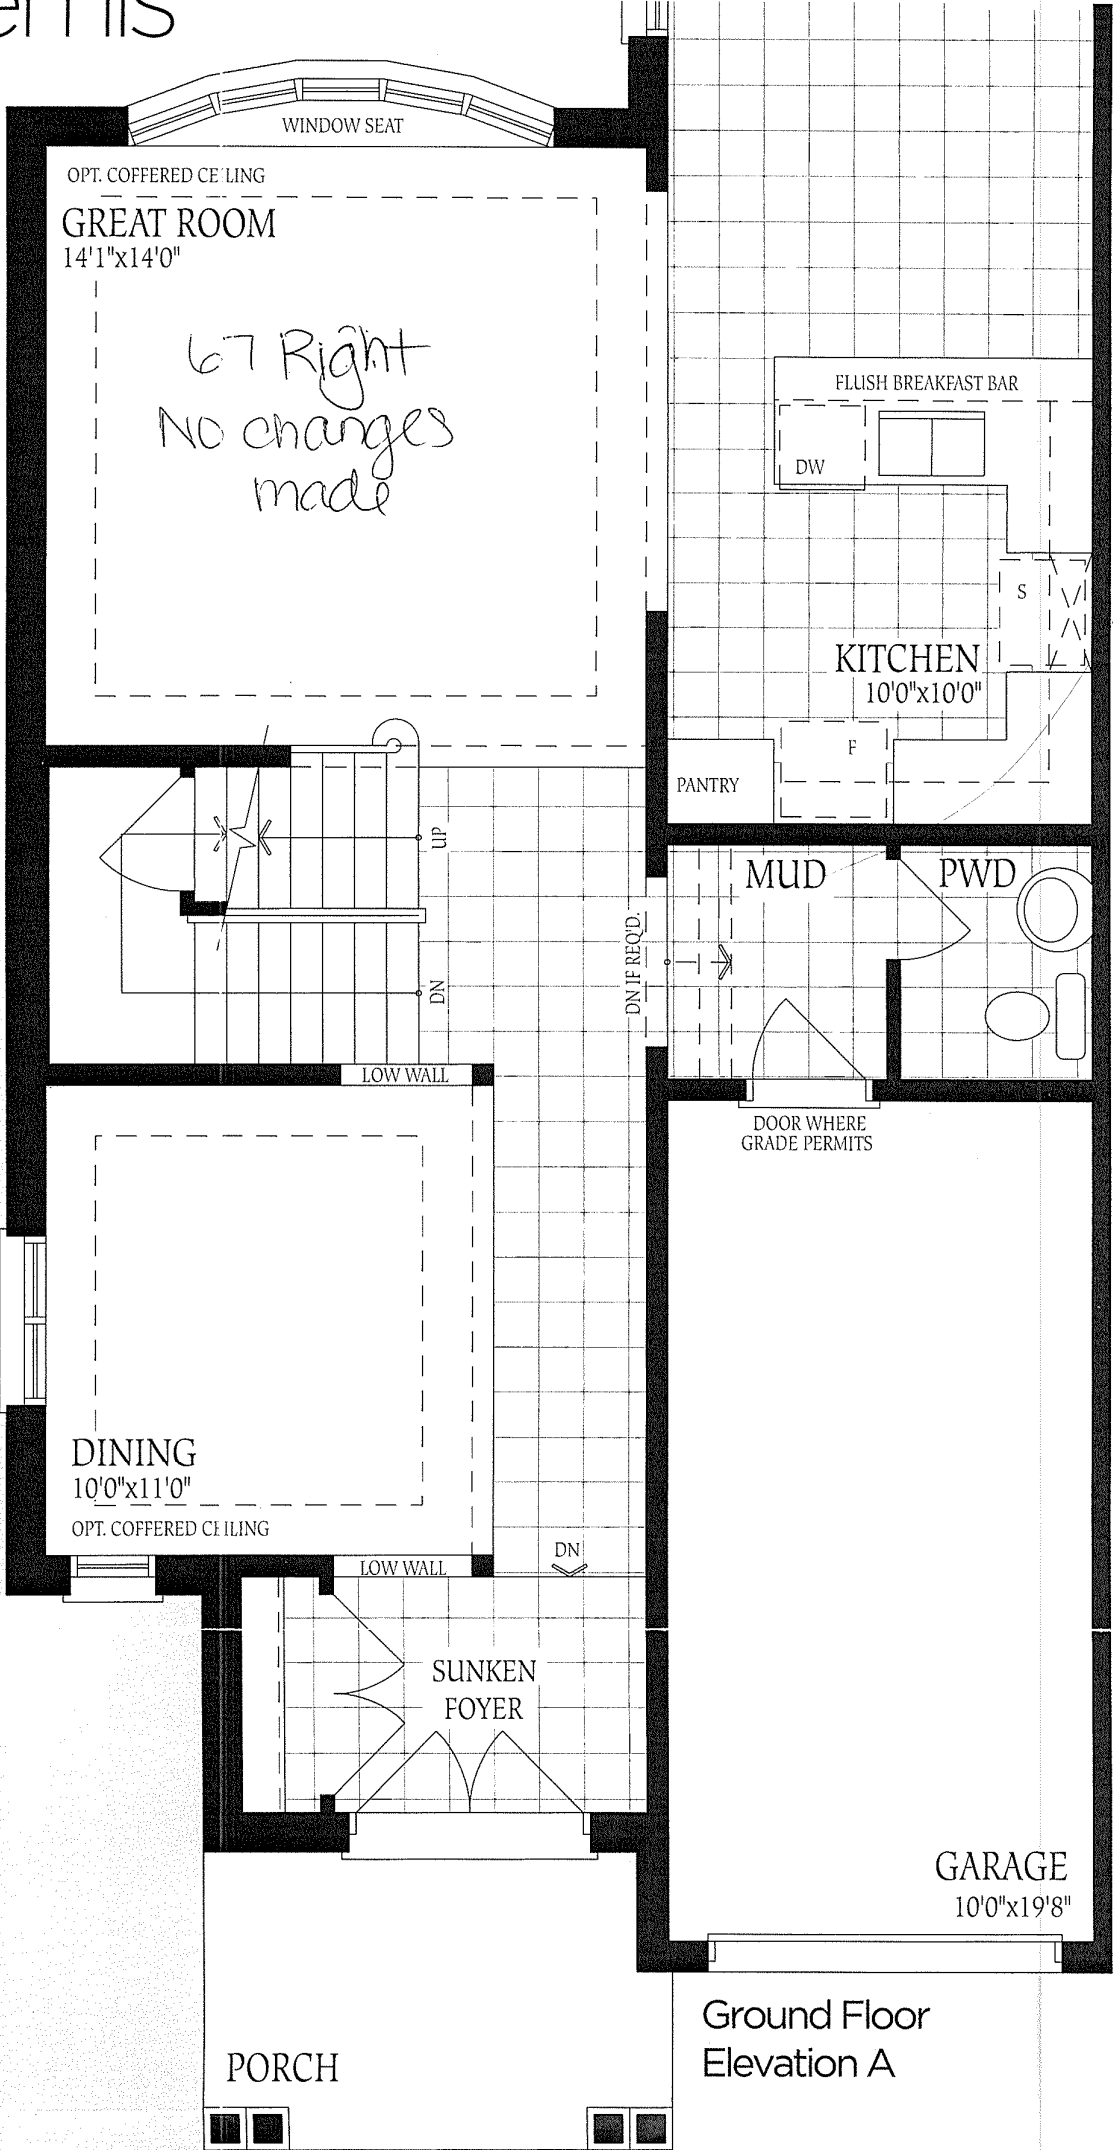 WINDOW SEAT
OPT. COFFERED CEILING
GREAT ROOM
14'1"x14'0"
67 Right
No changes
made
FLUSH BREAKFAST BAR
DW
S
KITCHEN
10'0"x10'0"
F
PANTRY
UP
DN
MUD
PWD
DN IF REQ'D.
LOW WALL
DOOR WHERE
GRADE PERMITS
DINING
10'0"x11'0"
OPT. COFFERED CEILING
LOW WALL
DN
SUNKEN
FOYER
GARAGE
10'0"x19'8"
PORCH
Ground Floor
Elevation A